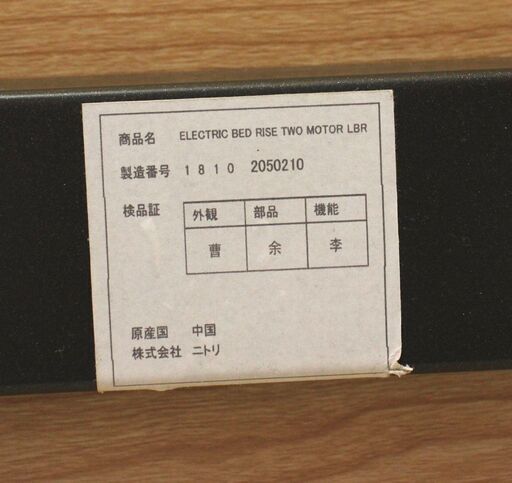 商品名 ELECTRIC BED RISE TWO MOTOR LBR
製造番号 1810 2050210
検品証 外観 部品 機能
曹 余 李
原産国 中国
株式会社 ニトリ